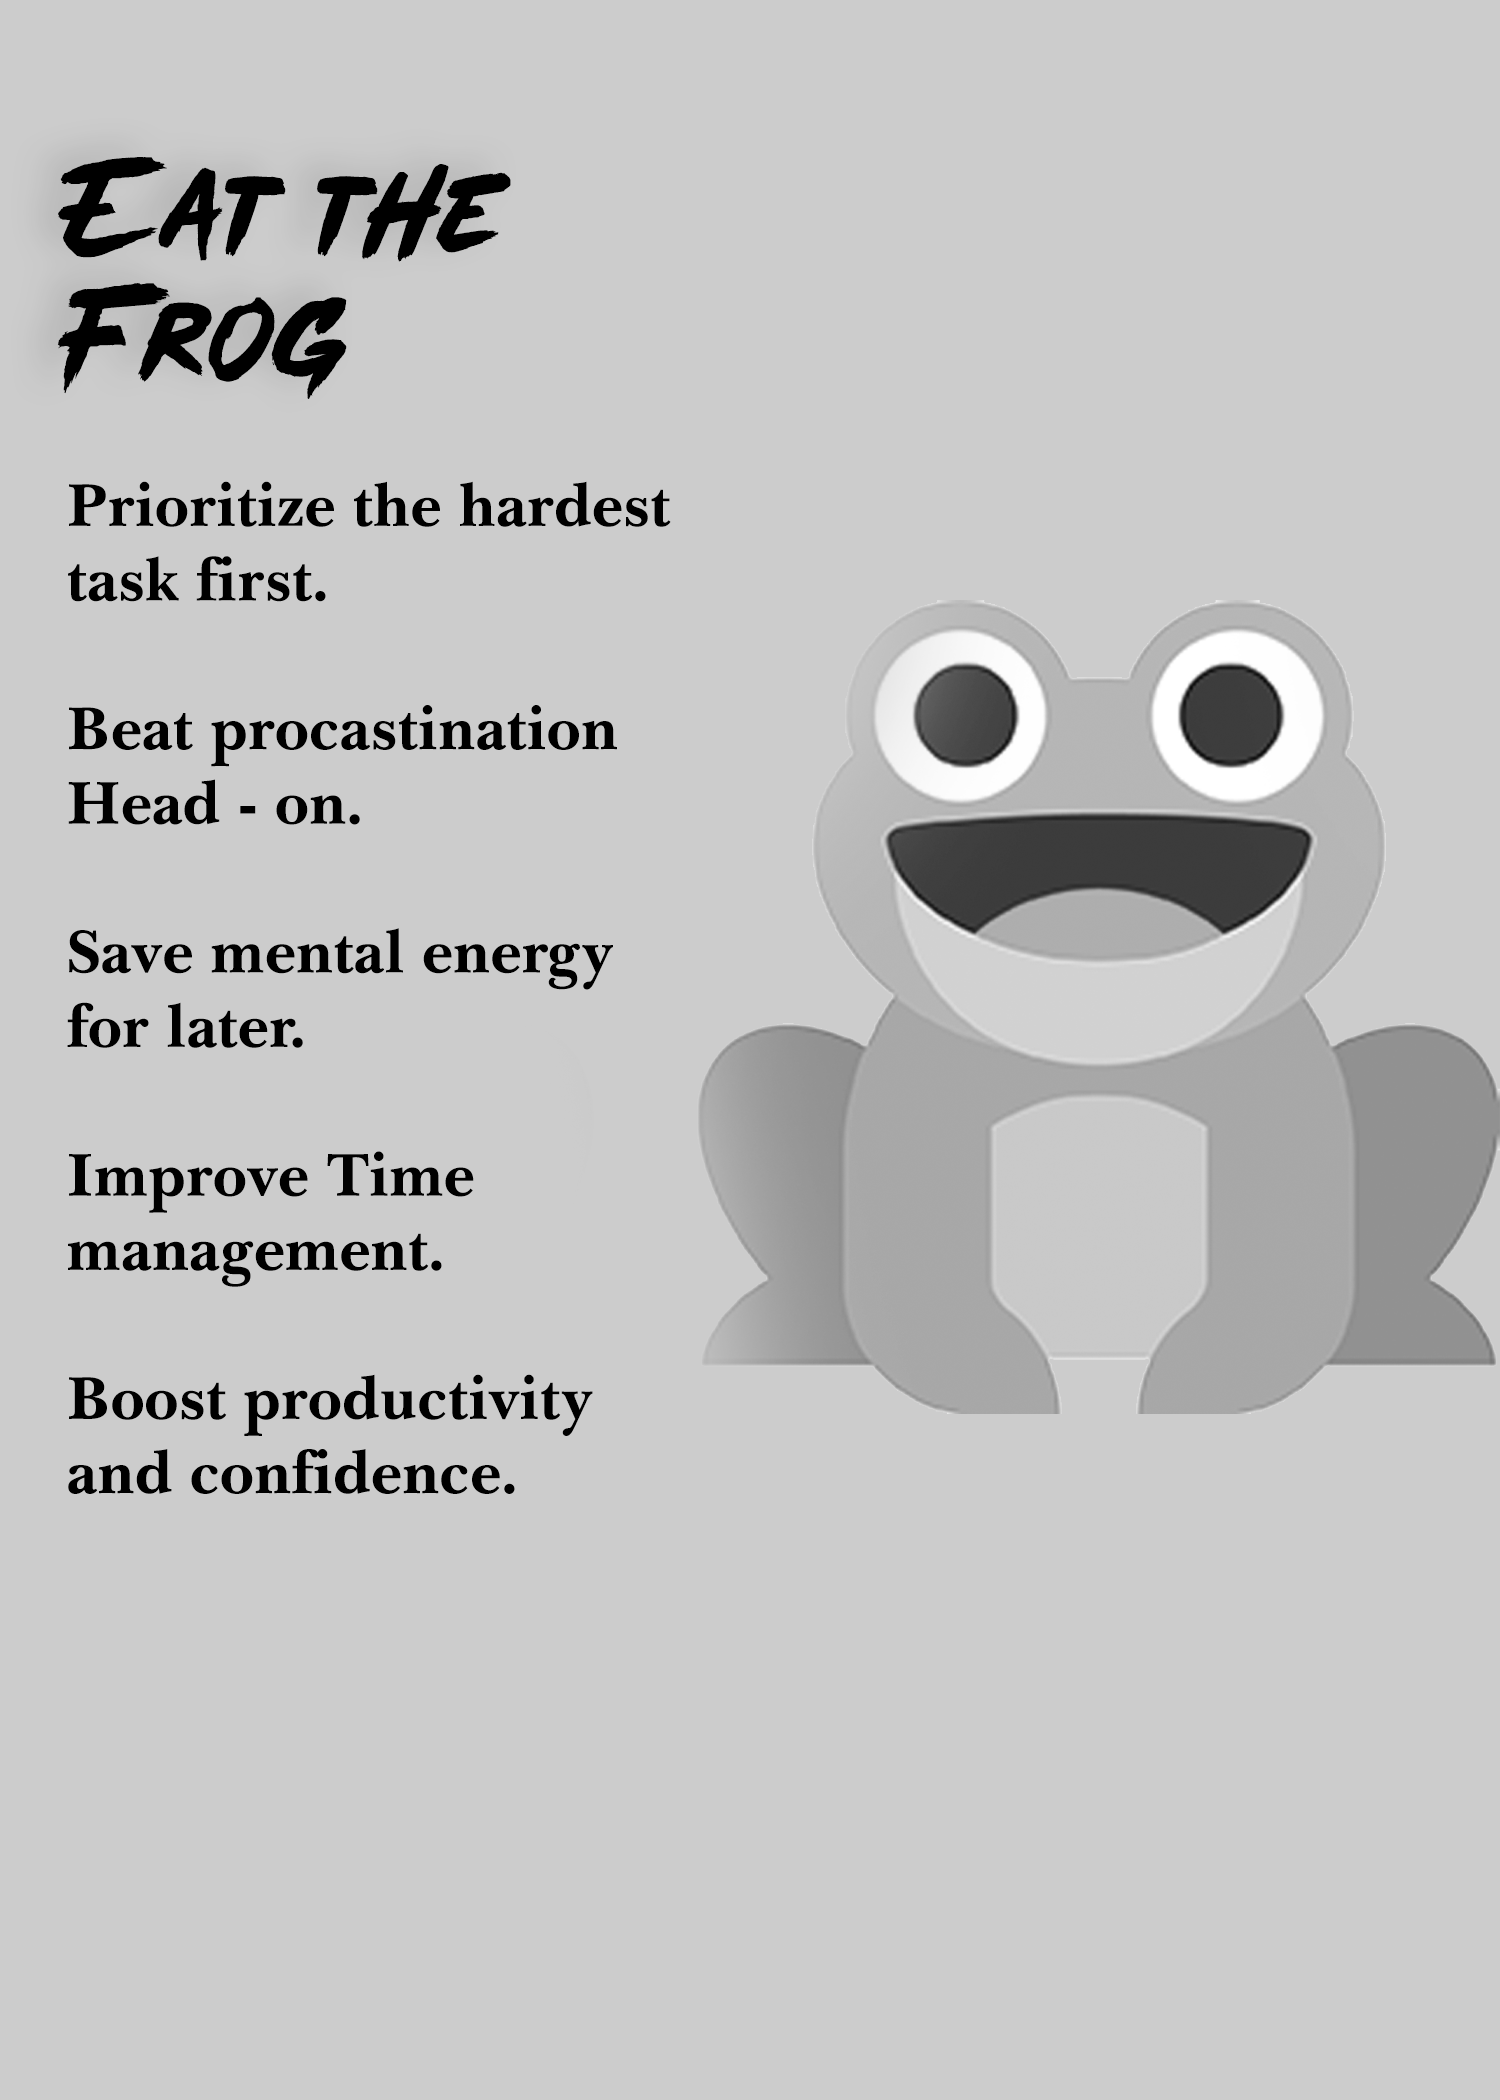 Eat the
Frog
Prioritize the hardest
task first.
Beat procastination
Head - on.
Save mental energy
for later.
Improve Time
management.
Boost productivity
and confidence.